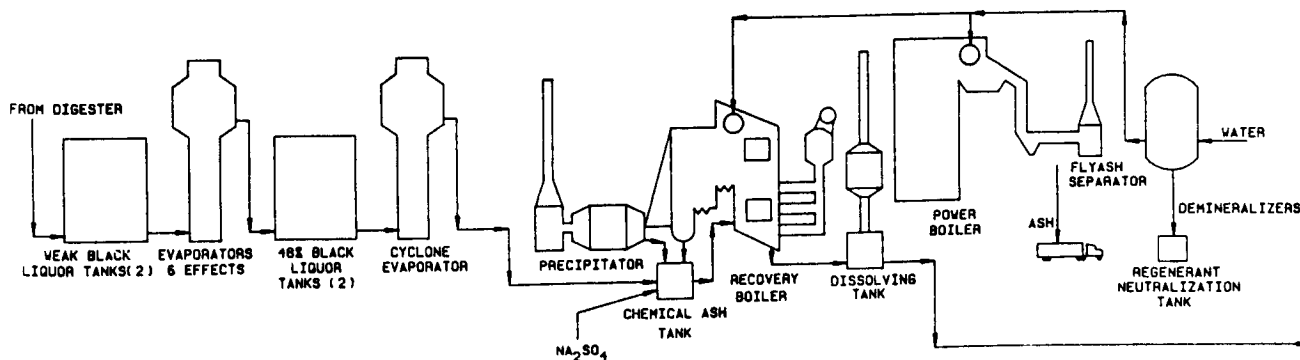 FROM DIGESTER
WEAK BLACK
LIQUOR TANKS(2)
EVAPORATORS
6 EFFECTS
48% BLACK
LIQUOR
TANKS (2)
CYCLONE
EVAPORATOR
PRECIPITATOR
NA2SO4
CHEMICAL ASH
TANK
RECOVERY
BOILER
DISSOLVING
TANK
POWER
BOILER
FLYASH
SEPARATOR
ASH
WATER
DEMINERALIZERS
REGENERANT
NEUTRALIZATION
TANK